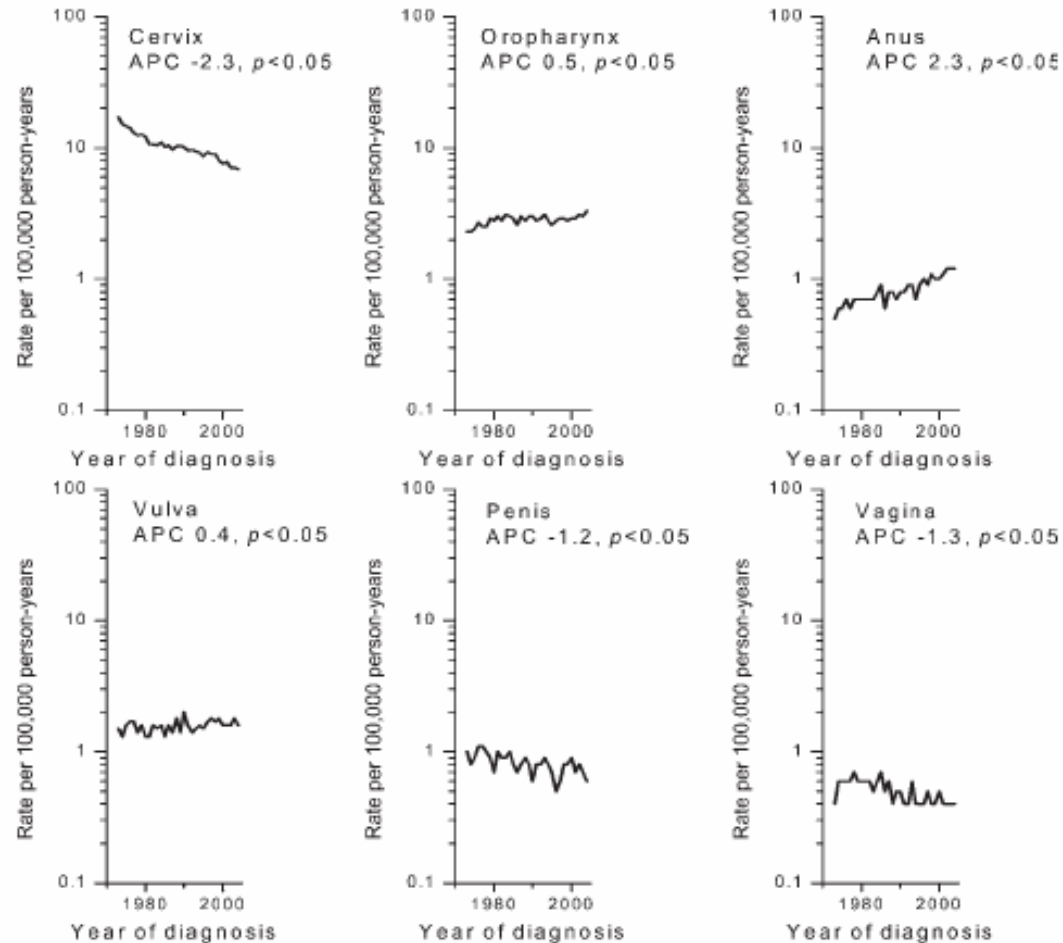 100
10
1
0.1
Rate per 100,000 person-years
Cervix
APC -2.3, p<0.05
1980 2000
Year of diagnosis
100
10
1
0.1
Rate per 100,000 person-years
Oropharynx
APC 0.5, p<0.05
1980 2000
Year of diagnosis
100
10
1
0.1
Rate per 100,000 person-years
Anus
APC 2.3, p<0.05
1980 2000
Year of diagnosis
100
10
1
0.1
Rate per 100,000 person-years
Vulva
APC 0.4, p<0.05
1980 2000
Year of diagnosis
100
10
1
0.1
Rate per 100,000 person-years
Penis
APC -1.2, p<0.05
1980 2000
Year of diagnosis
100
10
1
0.1
Rate per 100,000 person-years
Vagina
APC -1.3, p<0.05
1980 2000
Year of diagnosis